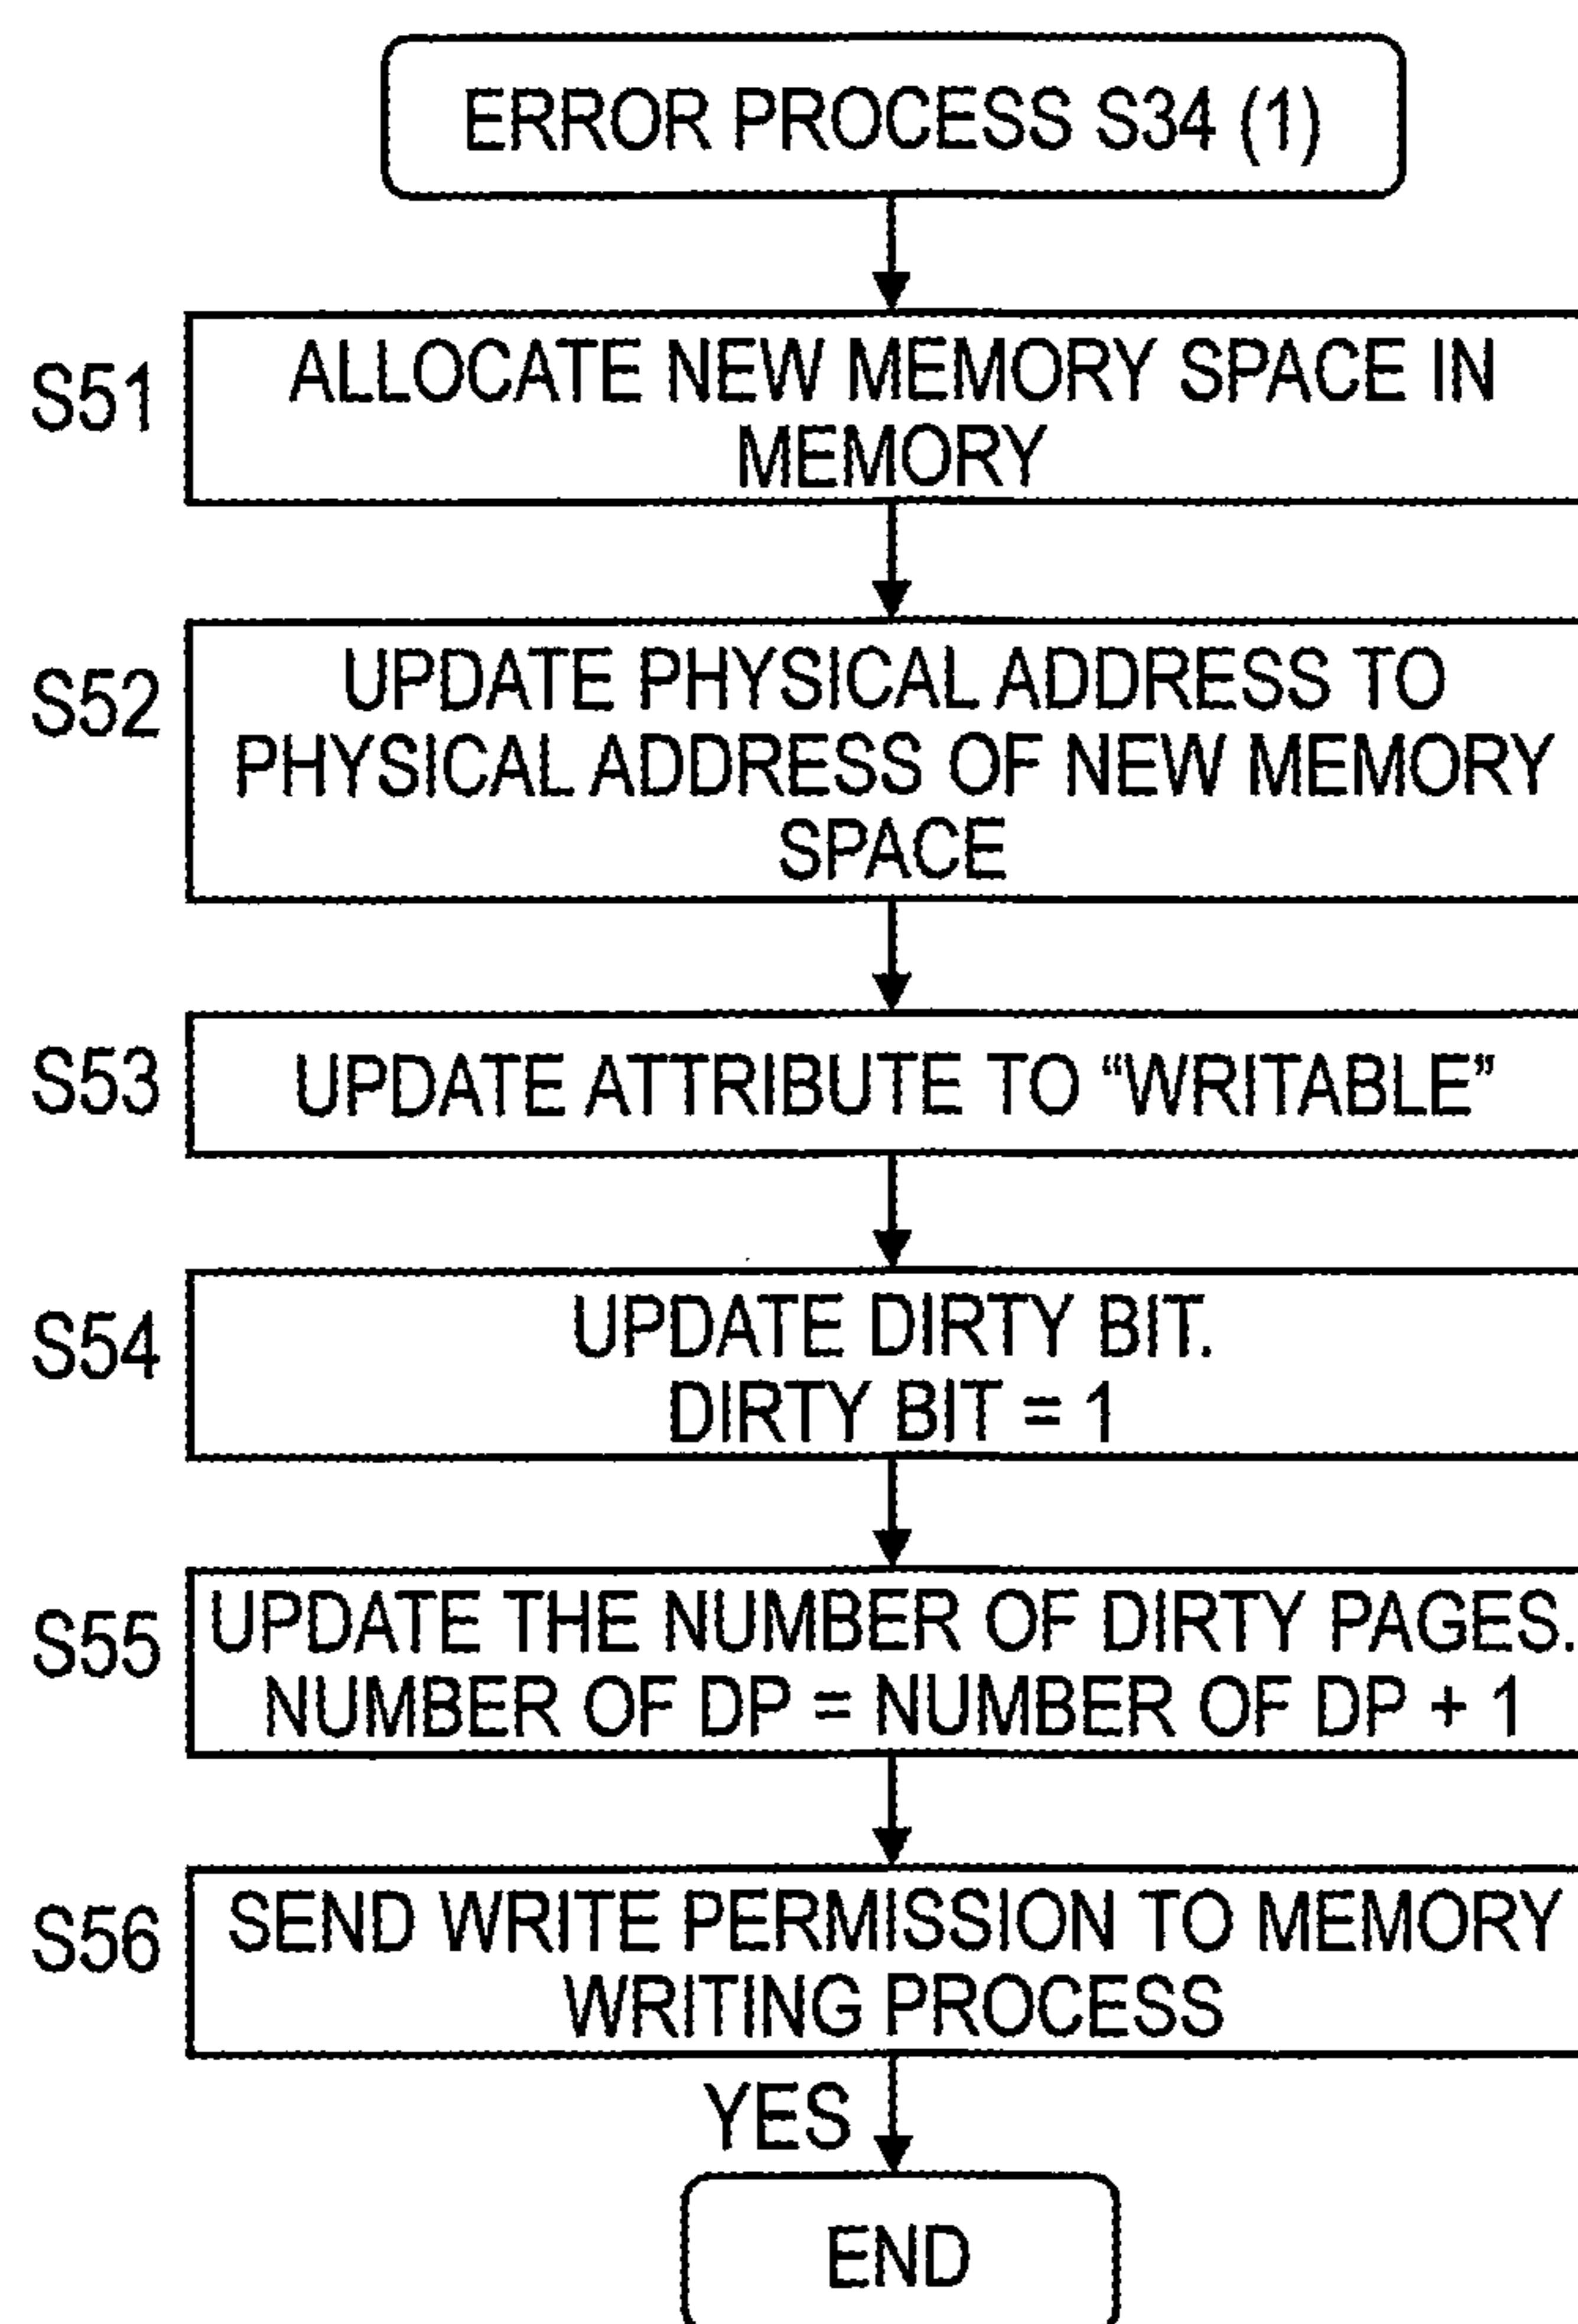 ERROR PROCESS S34 (1)
S51
ALLOCATE NEW MEMORY SPACE IN
MEMORY
S52
UPDATE PHYSICAL ADDRESS TO
PHYSICAL ADDRESS OF NEW MEMORY
SPACE
S53
UPDATE ATTRIBUTE TO “WRITABLE”
S54
UPDATE DIRTY BIT.
DIRTY BIT = 1
S55
UPDATE THE NUMBER OF DIRTY PAGES.
NUMBER OF DP = NUMBER OF DP + 1
S56
SEND WRITE PERMISSION TO MEMORY
WRITING PROCESS
YES
END